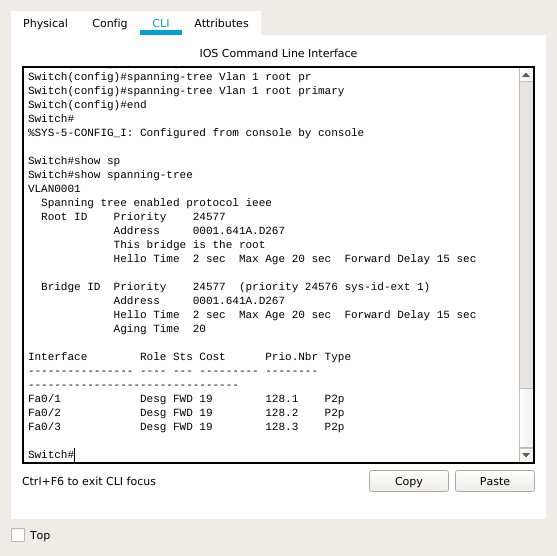 Physical Config CLI Attributes
IOS Command Line Interface
Switch(config)#spanning-tree Vlan 1 root pr
Switch(config)#spanning-tree Vlan 1 root primary
Switch(config)#end
Switch#
%SYS-5-CONFIG_I: Configured from console by console
Switch#show sp
Switch#show spanning-tree
VLAN0001
  Spanning tree enabled protocol ieee
  Root ID    Priority    24577
             Address     0001.641A.D267
             This bridge is the root
             Hello Time  2 sec  Max Age 20 sec  Forward Delay 15 sec
  Bridge ID  Priority    24577  (priority 24576 sys-id-ext 1)
             Address     0001.641A.D267
             Hello Time  2 sec  Max Age 20 sec  Forward Delay 15 sec
             Aging Time  20
Interface        Role Sts Cost      Prio.Nbr Type
---------------- ---- --- --------- --------
--------------------------------
Fa0/1            Desg FWD 19        128.1    P2p
Fa0/2            Desg FWD 19        128.2    P2p
Fa0/3            Desg FWD 19        128.3    P2p
Switch#
Ctrl+F6 to exit CLI focus Copy Paste
Top